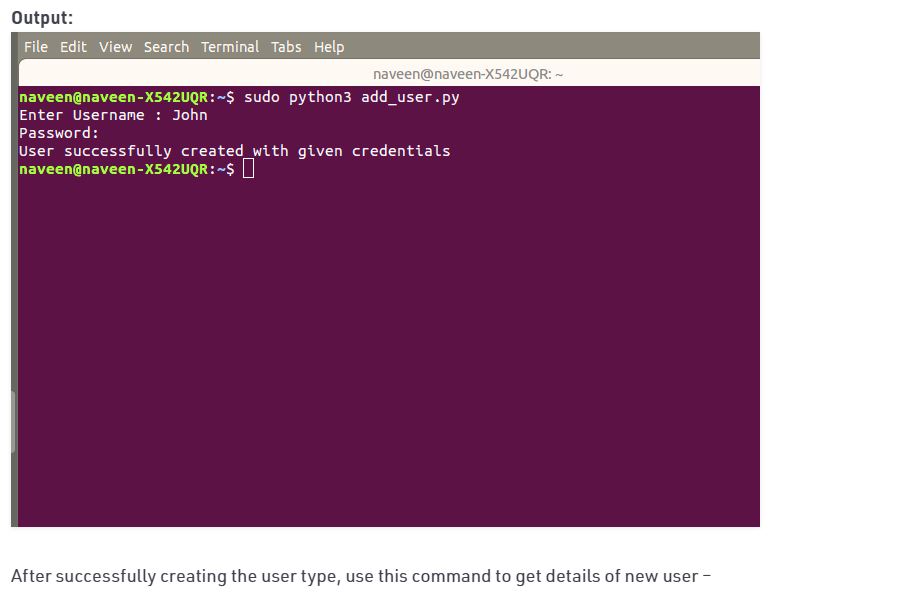 Output:
File Edit View Search Terminal Tabs Help
naveen@naveen-X542UQR: ~
naveen@naveen-X542UQR:~$ sudo python3 add_user.py
Enter Username : John
Password:
User successfully created with given credentials
naveen@naveen-X542UQR:~$
After successfully creating the user type, use this command to get details of new user –